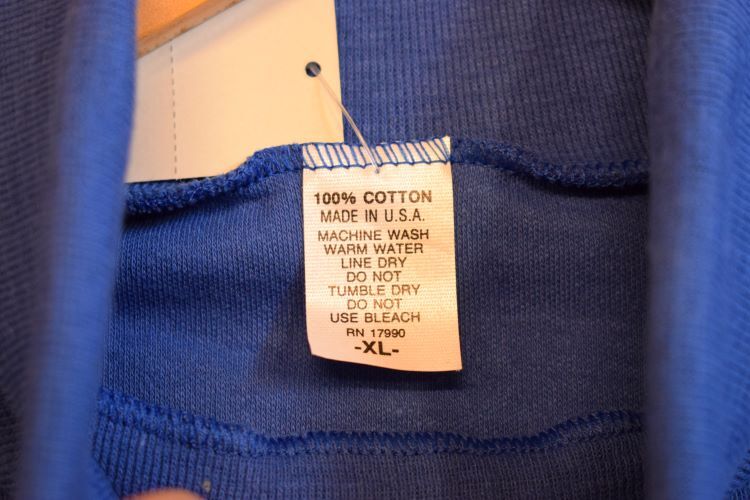 100% COTTON
MADE IN U.S.A.
MACHINE WASH
WARM WATER
LINE DRY
DO NOT
TUMBLE DRY
DO NOT
USE BLEACH
RN 17990
-XL-